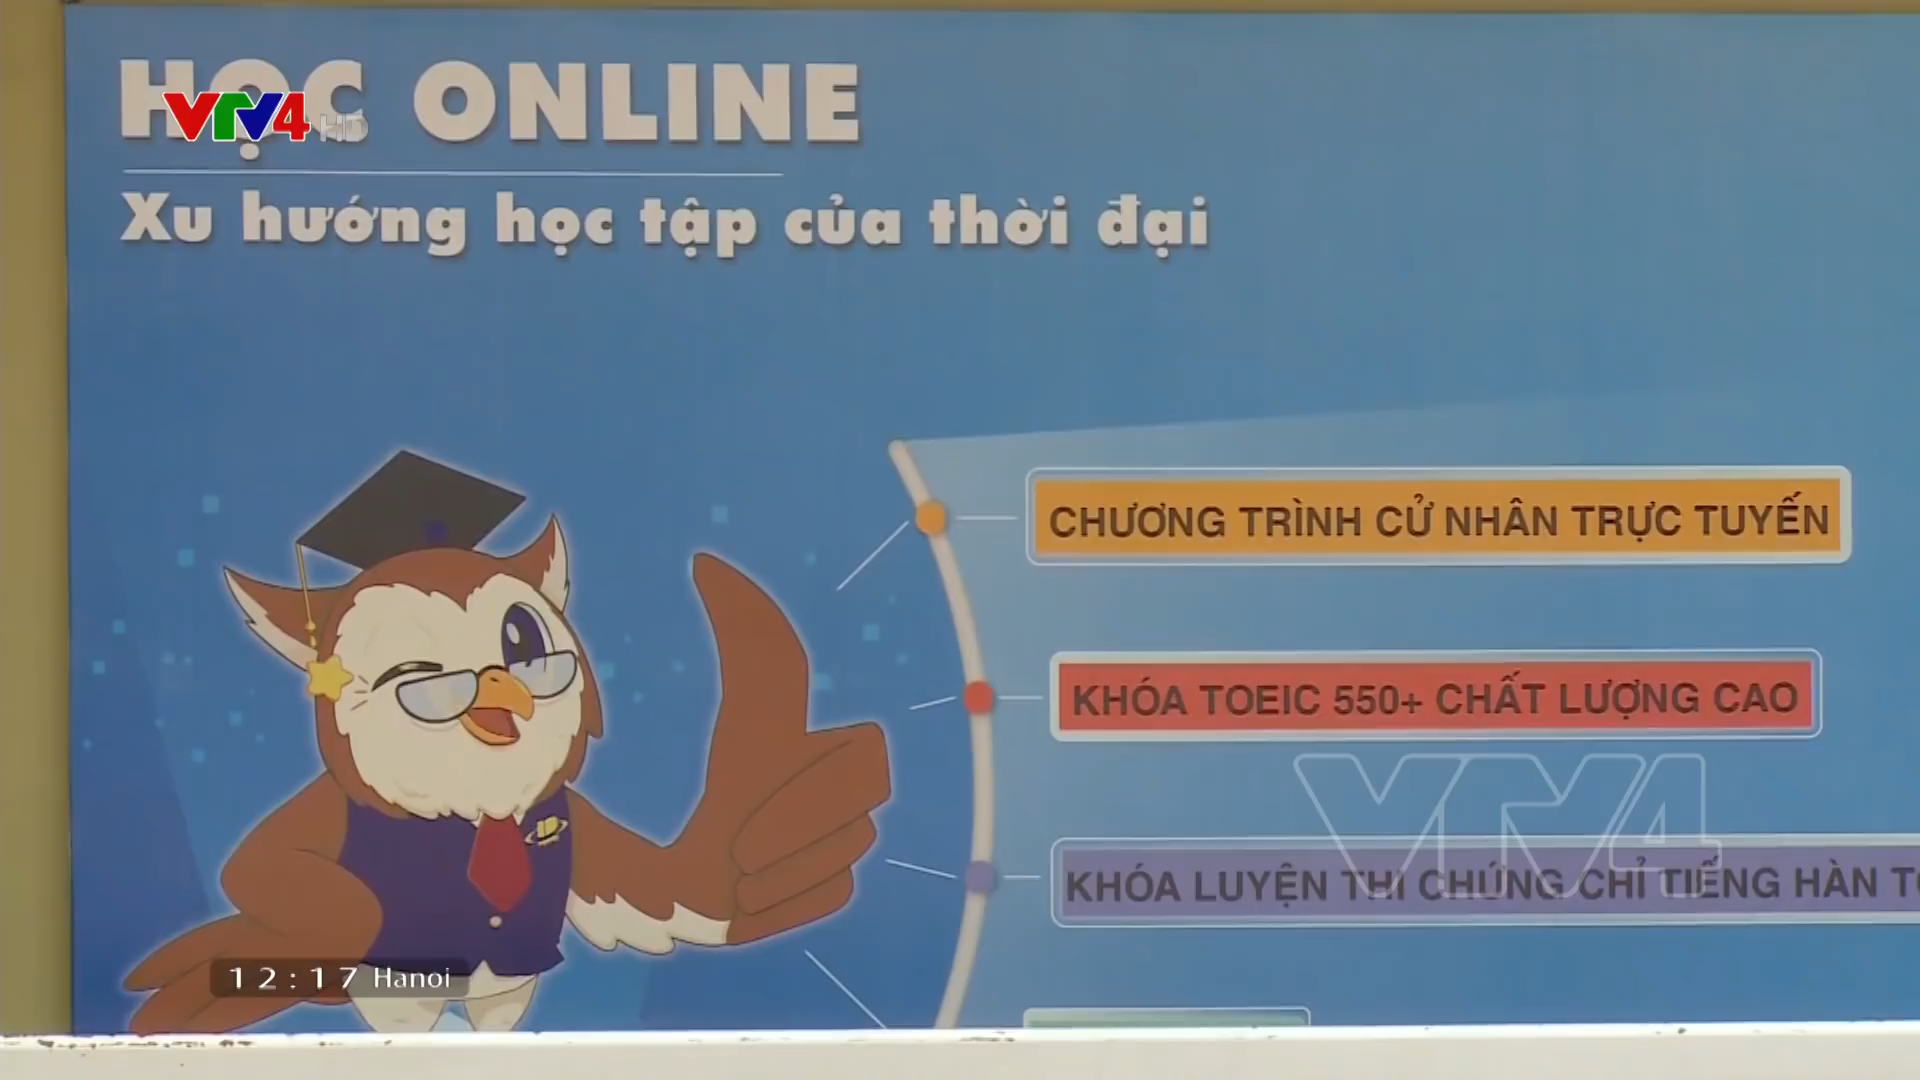 HỌC ONLINE
VTV4 HD
Xu hướng học tập của thời đại
CHƯƠNG TRÌNH CỬ NHÂN TRỰC TUYẾN
KHÓA TOEIC 550+ CHẤT LƯỢNG CAO
VTV4
KHÓA LUYỆN THI CHỨNG CHỈ TIẾNG HÀN
12:17 Hanoi